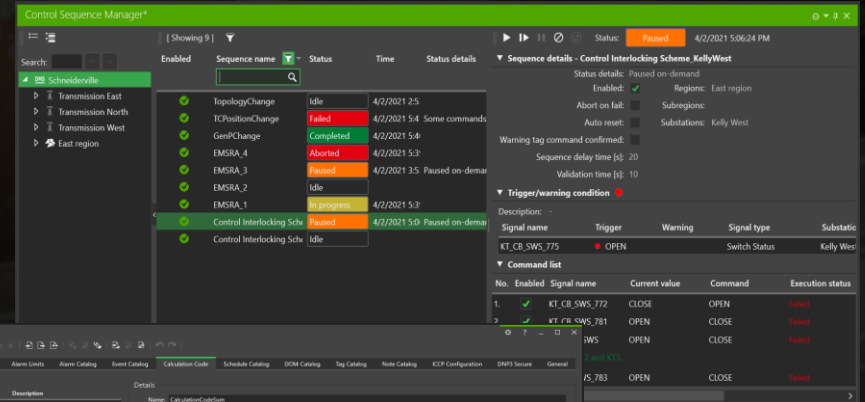 Control Sequence Manager*
[ Showing 9 ]
Status: Paused 4/2/2021 5:06:24 PM
Search:
Enabled Sequence name Status Time Status details
Schneiderville
Transmission East
Transmission North
Transmission West
East region
TopologyChange Idle 4/2/2021 2:5
TCPositionChange Failed 4/2/2021 5:4 Some commands
GenPChange Completed 4/2/2021 5:4
EMSRA_4 Aborted 4/2/2021 5:3
EMSRA_3 Paused 4/2/2021 3:5 Paused on-demar
EMSRA_2 Idle
EMSRA_1 In progress 4/2/2021 5:3
Control Interlocking Sche Paused 4/2/2021 5:0 Paused on-demar
Control Interlocking Sche Idle
Sequence details - Control Interlocking Scheme_KellyWest
Status details: Paused on-demand
Enabled: Regions: East region
Abort on fail: Subregions:
Auto reset: Substations: Kelly West
Warning tag command confirmed:
Sequence delay time [s]: 20
Validation time [s]: 10
Trigger/warning condition
Description: -
Signal name Trigger Warning Signal type Substatic
KT_CB_SWS_775 OPEN Switch Status Kelly West
Command list
No. Enabled Signal name Current value Command Execution status
1. KT_CB_SWS_772 CLOSE OPEN Failed
2 KT_CB_SWS_781 OPEN CLOSE Failed
SWS OPEN CLOSE Failed
2 and KT3
/S_783 OPEN CLOSE Failed
Alarm Limits Alarm Catalog Event Catalog Calculation Code Schedule Catalog DOM Catalog Tag Catalog Note Catalog ICCP Configuration DNP3 Secure General
Description
Details
Name: CalculationCodeSum